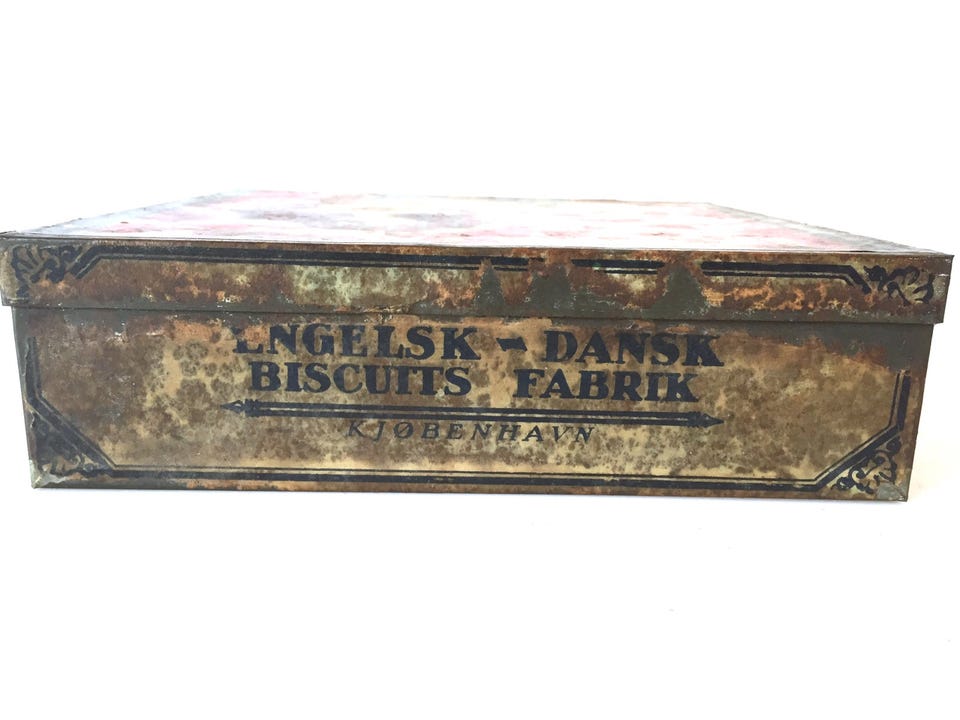 ENGELSK - DANSK
BISCUITS FABRIK
KJØBENHAVN